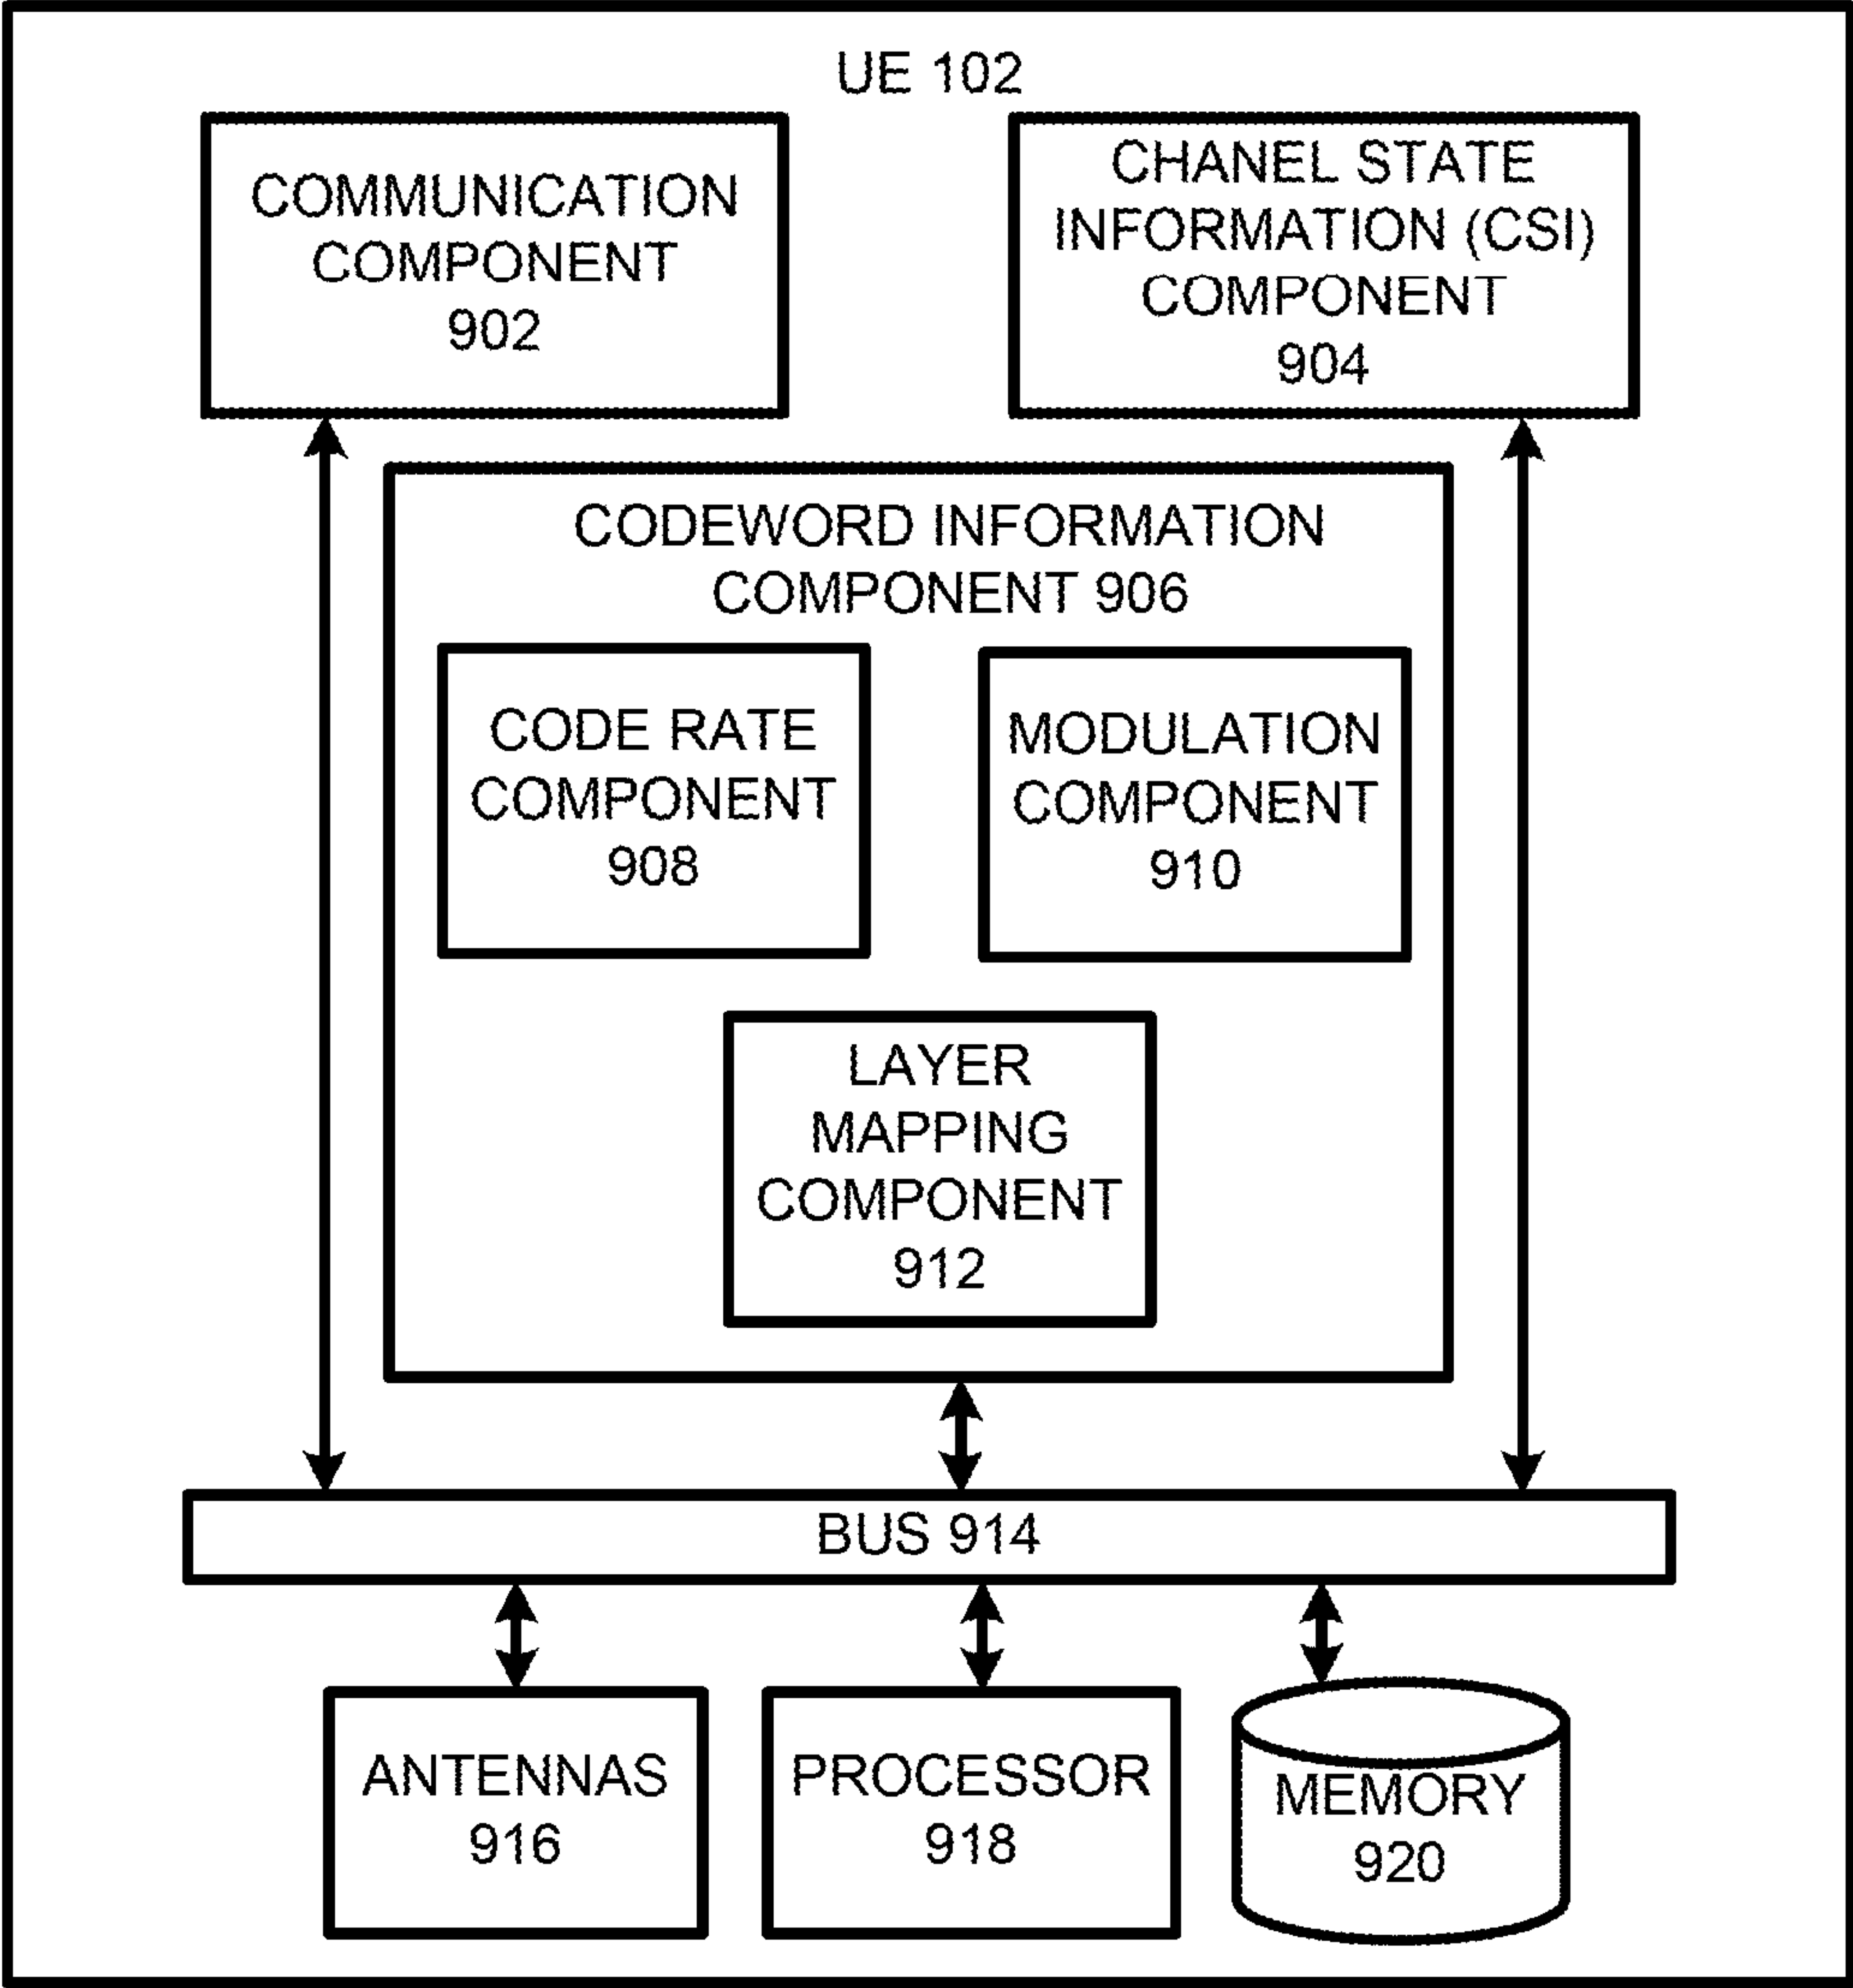 UE 102
COMMUNICATION
COMPONENT
902
CHANEL STATE
INFORMATION (CSI)
COMPONENT
904
CODEWORD INFORMATION
COMPONENT 906
CODE RATE
COMPONENT
908
MODULATION
COMPONENT
910
LAYER
MAPPING
COMPONENT
912
BUS 914
ANTENNAS
916
PROCESSOR
918
MEMORY
920